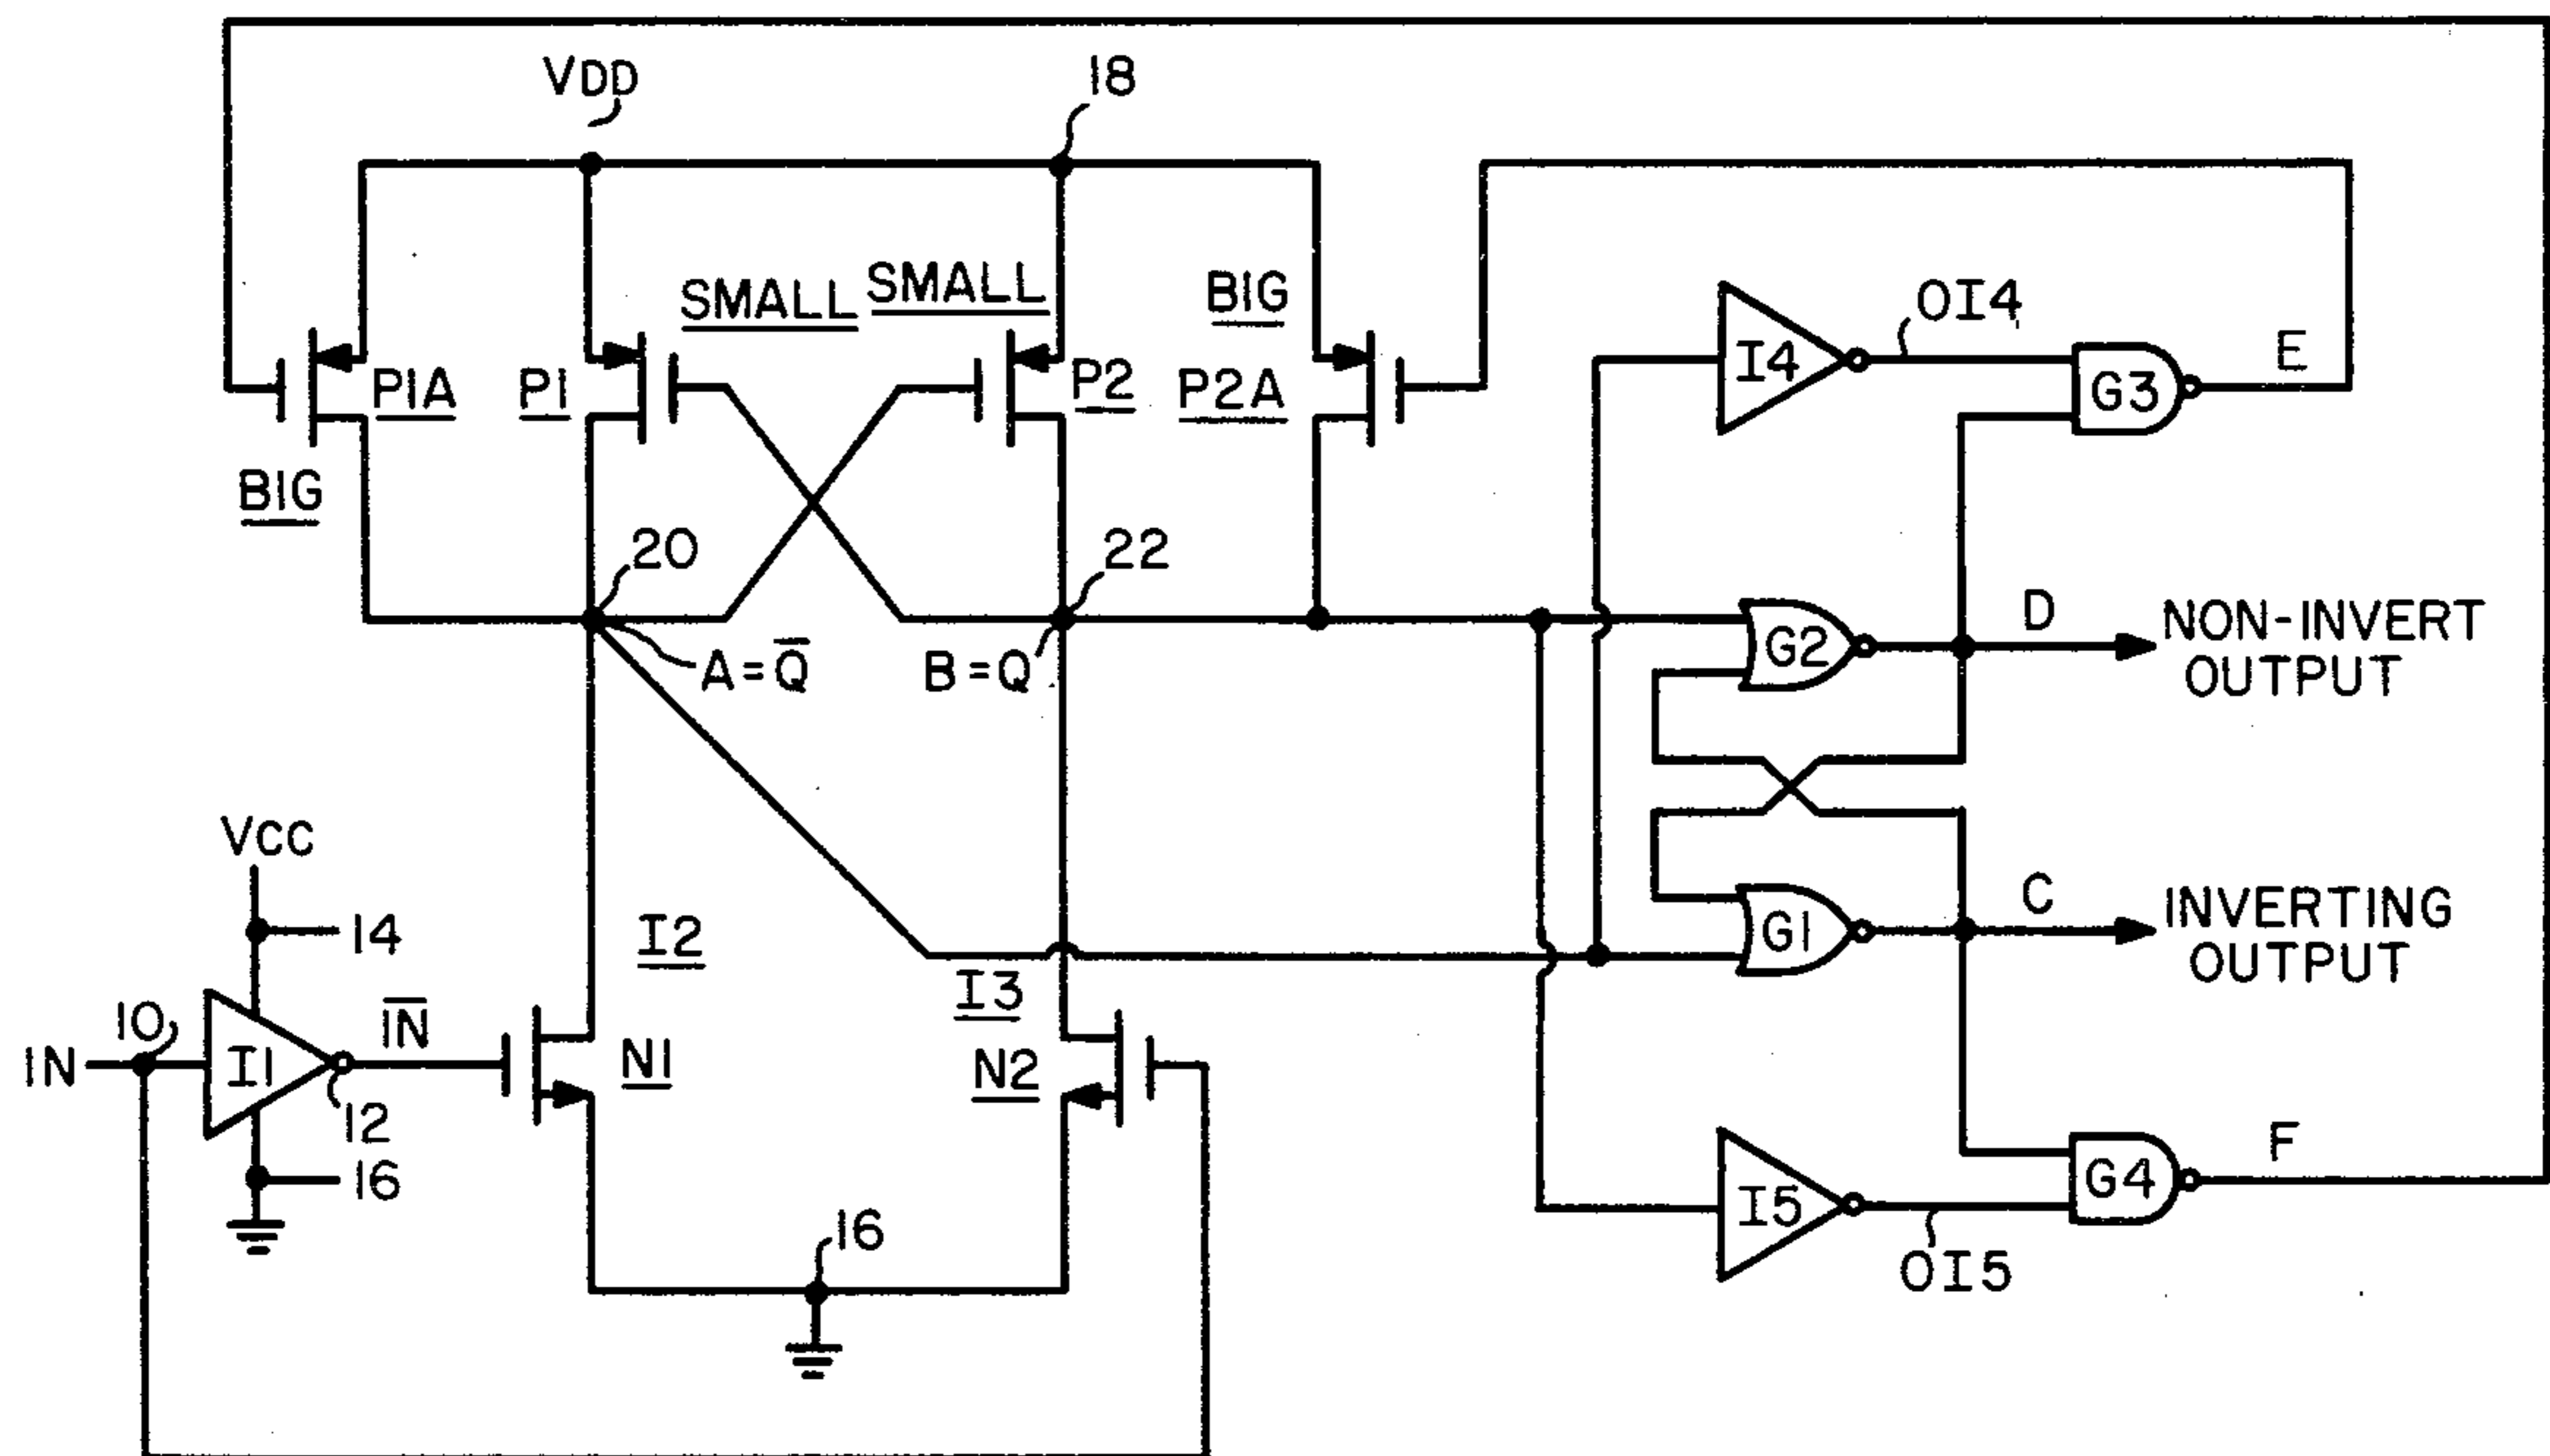 VDD
18
SMALL
SMALL
BIG
OI4
I4
E
P1A
P1
P2
P2A
G3
BIG
20
22
D
NON-INVERT
OUTPUT
G2
A=Q̅
B=Q
VCC
14
I2
C
INVERTING
OUTPUT
G1
I3
10
I̅N̅
IN
I1
N1
N2
12
F
16
G4
I5
16
OI5